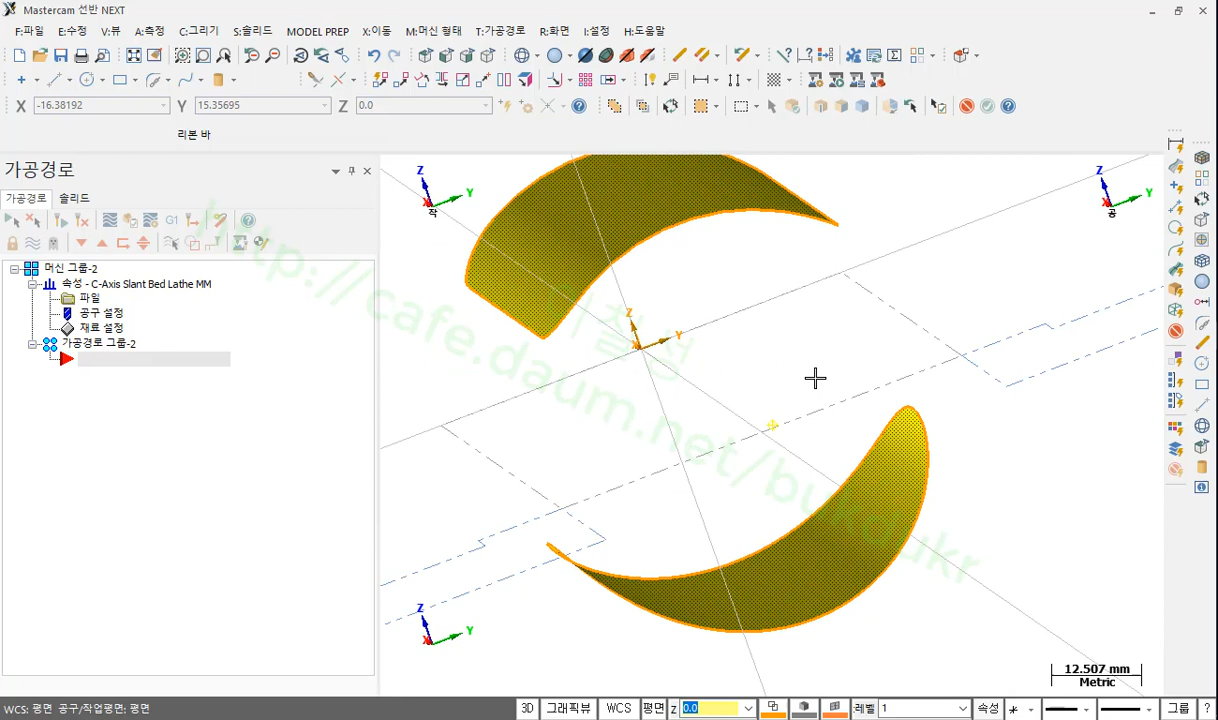 Mastercam 선반 NEXT
F:파일 E:수정 V:뷰 A:측정 C:그리기 S:솔리드 MODEL PREP X:이동 M:머신 형태 T:가공경로 R:화면 I:설정 H:도움말
X -16.38192 Y 15.35695 Z 0.0
리본 바
가공경로
가공경로 솔리드
G1
머신 그룹-2
속성 - C-Axis Slant Bed Lathe MM
파일
공구 설정
재료 설정
가공경로 그룹-2
Z Y X 작
Z Y X 공
Z Y X
Z Y X
http://cafe.daum.net/bukdukr
12.507 mm
Metric
WCS: 평면 공구/작업평면: 평면
3D 그래픽뷰 WCS 평면 Z 0.0 레벨 1 속성 그룹 ?